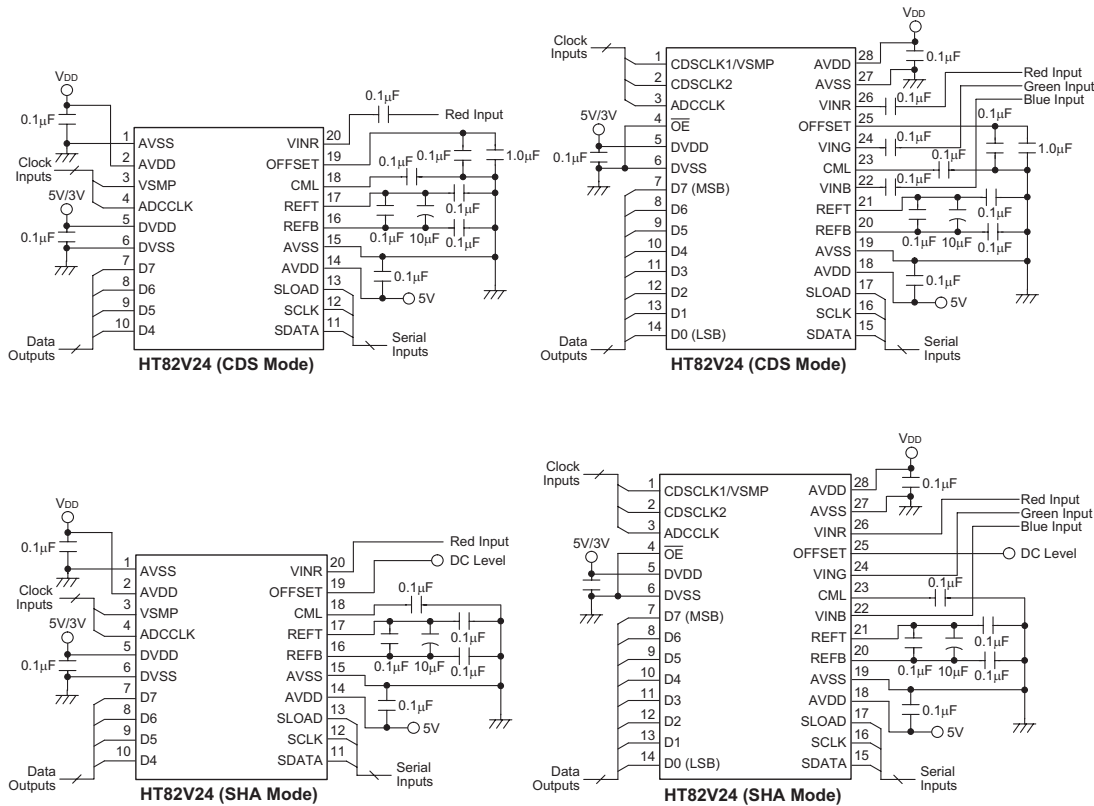 VDD
0.1µF
Clock
Inputs
5V/3V
0.1µF
Data
Outputs
1 AVSS
2 AVDD
3 VSMP
4 ADCCLK
5 DVDD
6 DVSS
7 D7
8 D6
9 D5
10 D4
VINR 20
OFFSET 19
CML 18
REFT 17
REFB 16
AVSS 15
AVDD 14
SLOAD 13
SCLK 12
SDATA 11
0.1µF
Red Input
0.1µF
0.1µF
1.0µF
0.1µF
0.1µF
10µF
0.1µF
0.1µF
5V
Serial
Inputs
HT82V24 (CDS Mode)
Clock
Inputs
5V/3V
0.1µF
Data
Outputs
1 CDSCLK1/VSMP
2 CDSCLK2
3 ADCCLK
4 OE
5 DVDD
6 DVSS
7 D7 (MSB)
8 D6
9 D5
10 D4
11 D3
12 D2
13 D1
14 D0 (LSB)
AVDD 28
AVSS 27
VINR 26
OFFSET 25
VING 24
CML 23
VINB 22
REFT 21
REFB 20
AVSS 19
AVDD 18
SLOAD 17
SCLK 16
SDATA 15
VDD
0.1µF
Red Input
Green Input
Blue Input
0.1µF
0.1µF
0.1µF
1.0µF
0.1µF
0.1µF
0.1µF
0.1µF
10µF
0.1µF
0.1µF
5V
Serial
Inputs
HT82V24 (CDS Mode)
VDD
0.1µF
Clock
Inputs
5V/3V
0.1µF
Data
Outputs
1 AVSS
2 AVDD
3 VSMP
4 ADCCLK
5 DVDD
6 DVSS
7 D7
8 D6
9 D5
10 D4
VINR 20
OFFSET 19
CML 18
REFT 17
REFB 16
AVSS 15
AVDD 14
SLOAD 13
SCLK 12
SDATA 11
Red Input
DC Level
0.1µF
0.1µF
0.1µF
10µF
0.1µF
0.1µF
5V
Serial
Inputs
HT82V24 (SHA Mode)
Clock
Inputs
5V/3V
Data
Outputs
1 CDSCLK1/VSMP
2 CDSCLK2
3 ADCCLK
4 OE
5 DVDD
6 DVSS
7 D7 (MSB)
8 D6
9 D5
10 D4
11 D3
12 D2
13 D1
14 D0 (LSB)
AVDD 28
AVSS 27
VINR 26
OFFSET 25
VING 24
CML 23
VINB 22
REFT 21
REFB 20
AVSS 19
AVDD 18
SLOAD 17
SCLK 16
SDATA 15
VDD
0.1µF
Red Input
Green Input
Blue Input
DC Level
0.1µF
0.1µF
0.1µF
10µF
0.1µF
0.1µF
5V
Serial
Inputs
HT82V24 (SHA Mode)